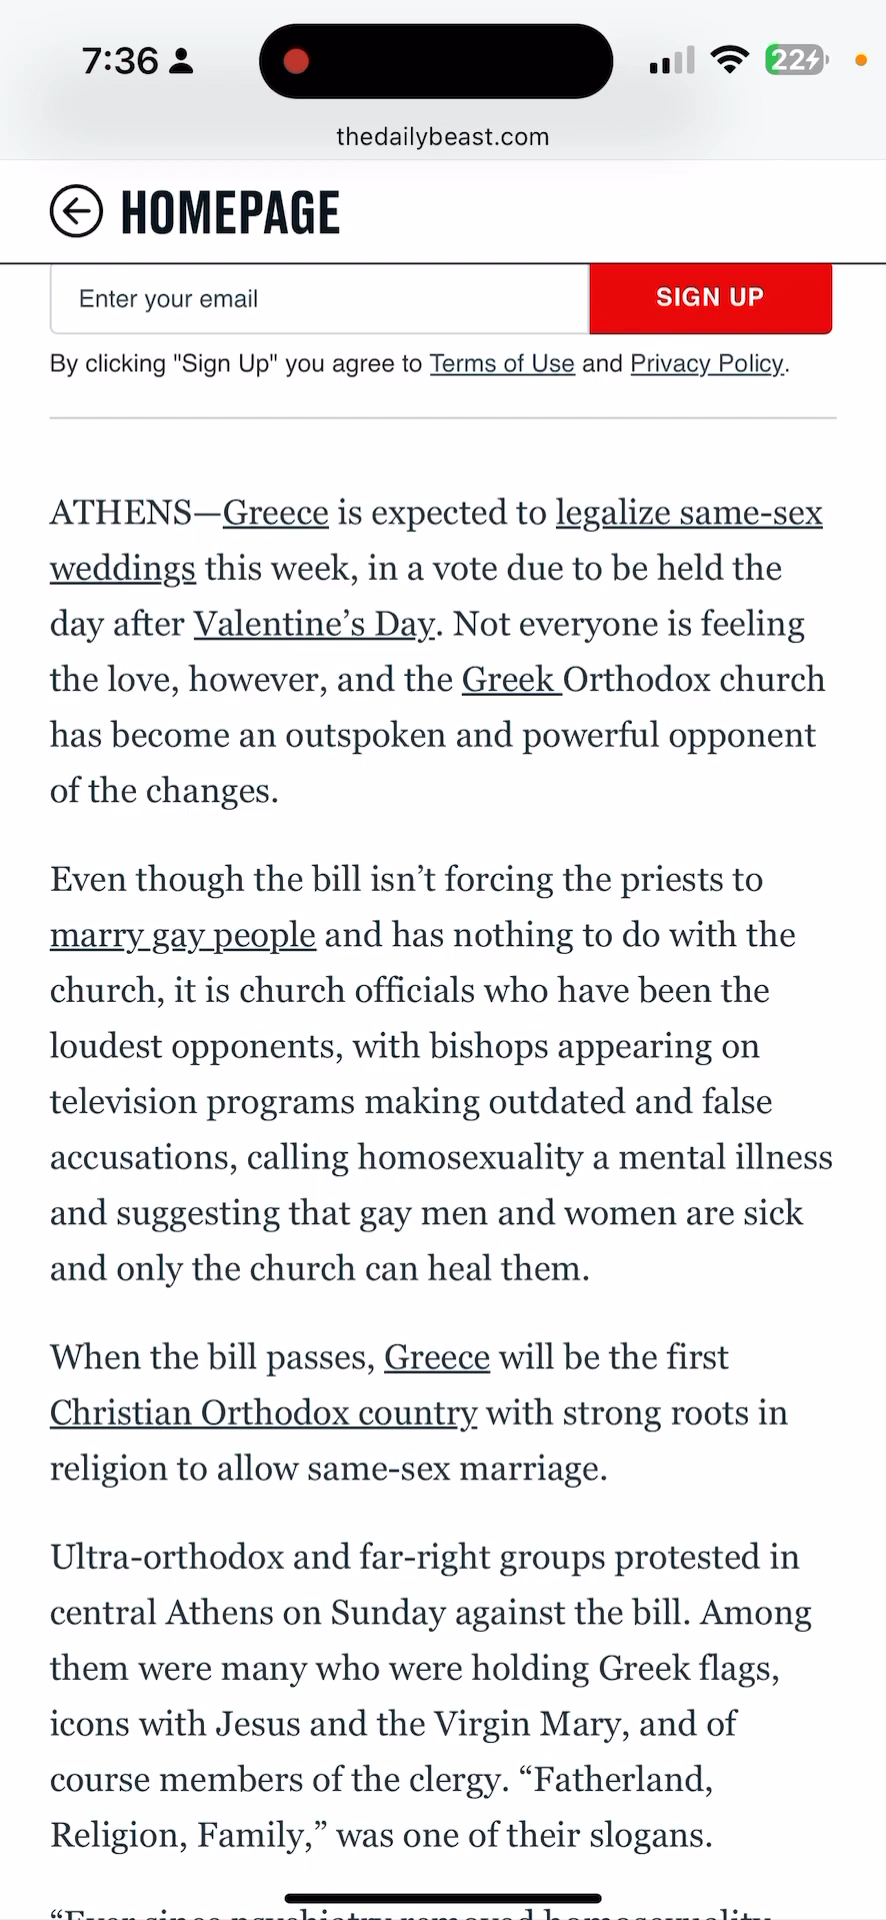 7:36
22
thedailybeast.com
HOMEPAGE
Enter your email
SIGN UP
By clicking "Sign Up" you agree to Terms of Use and Privacy Policy.
ATHENS—Greece is expected to legalize same-sex
weddings this week, in a vote due to be held the
day after Valentine’s Day. Not everyone is feeling
the love, however, and the Greek Orthodox church
has become an outspoken and powerful opponent
of the changes.
Even though the bill isn’t forcing the priests to
marry gay people and has nothing to do with the
church, it is church officials who have been the
loudest opponents, with bishops appearing on
television programs making outdated and false
accusations, calling homosexuality a mental illness
and suggesting that gay men and women are sick
and only the church can heal them.
When the bill passes, Greece will be the first
Christian Orthodox country with strong roots in
religion to allow same-sex marriage.
Ultra-orthodox and far-right groups protested in
central Athens on Sunday against the bill. Among
them were many who were holding Greek flags,
icons with Jesus and the Virgin Mary, and of
course members of the clergy. “Fatherland,
Religion, Family,” was one of their slogans.
“Ever since psychiatry removed homosexuality